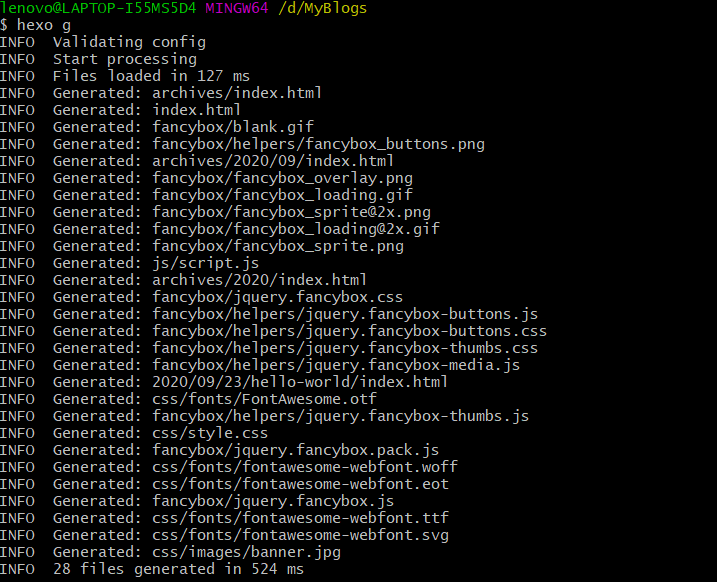 lenovo@LAPTOP-I55MS5D4 MINGW64 /d/MyBlogs
$ hexo g
INFO  Validating config
INFO  Start processing
INFO  Files loaded in 127 ms
INFO  Generated: archives/index.html
INFO  Generated: index.html
INFO  Generated: fancybox/blank.gif
INFO  Generated: fancybox/helpers/fancybox_buttons.png
INFO  Generated: archives/2020/09/index.html
INFO  Generated: fancybox/fancybox_overlay.png
INFO  Generated: fancybox/fancybox_loading.gif
INFO  Generated: fancybox/fancybox_sprite@2x.png
INFO  Generated: fancybox/fancybox_loading@2x.gif
INFO  Generated: fancybox/fancybox_sprite.png
INFO  Generated: js/script.js
INFO  Generated: archives/2020/index.html
INFO  Generated: fancybox/jquery.fancybox.css
INFO  Generated: fancybox/helpers/jquery.fancybox-buttons.js
INFO  Generated: fancybox/helpers/jquery.fancybox-buttons.css
INFO  Generated: fancybox/helpers/jquery.fancybox-thumbs.css
INFO  Generated: fancybox/helpers/jquery.fancybox-media.js
INFO  Generated: 2020/09/23/hello-world/index.html
INFO  Generated: css/fonts/FontAwesome.otf
INFO  Generated: fancybox/helpers/jquery.fancybox-thumbs.js
INFO  Generated: css/style.css
INFO  Generated: fancybox/jquery.fancybox.pack.js
INFO  Generated: css/fonts/fontawesome-webfont.woff
INFO  Generated: css/fonts/fontawesome-webfont.eot
INFO  Generated: fancybox/jquery.fancybox.js
INFO  Generated: css/fonts/fontawesome-webfont.ttf
INFO  Generated: css/fonts/fontawesome-webfont.svg
INFO  Generated: css/images/banner.jpg
INFO  28 files generated in 524 ms